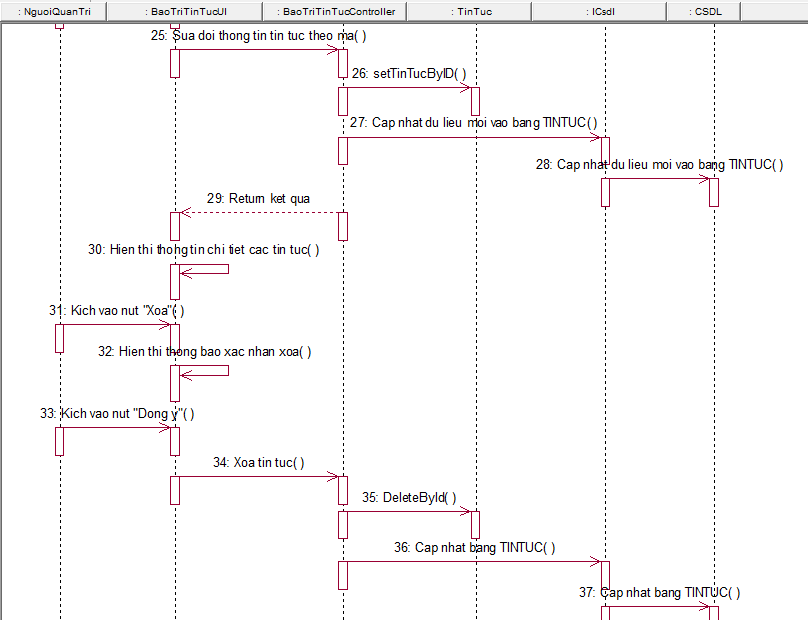 : NguoiQuanTri
: BaoTriTinTucUI
: BaoTriTinTucController
: TinTuc
: ICsdl
: CSDL
25: Sua doi thong tin tin tuc theo ma( )
26: setTinTucByID( )
27: Cap nhat du lieu moi vao bang TINTUC( )
28: Cap nhat du lieu moi vao bang TINTUC( )
29: Return ket qua
30: Hien thi thong tin chi tiet cac tin tuc( )
31: Kich vao nut "Xoa"( )
32: Hien thi thong bao xac nhan xoa( )
33: Kich vao nut "Dong y"( )
34: Xoa tin tuc( )
35: DeleteById( )
36: Cap nhat bang TINTUC( )
37: Cap nhat bang TINTUC( )